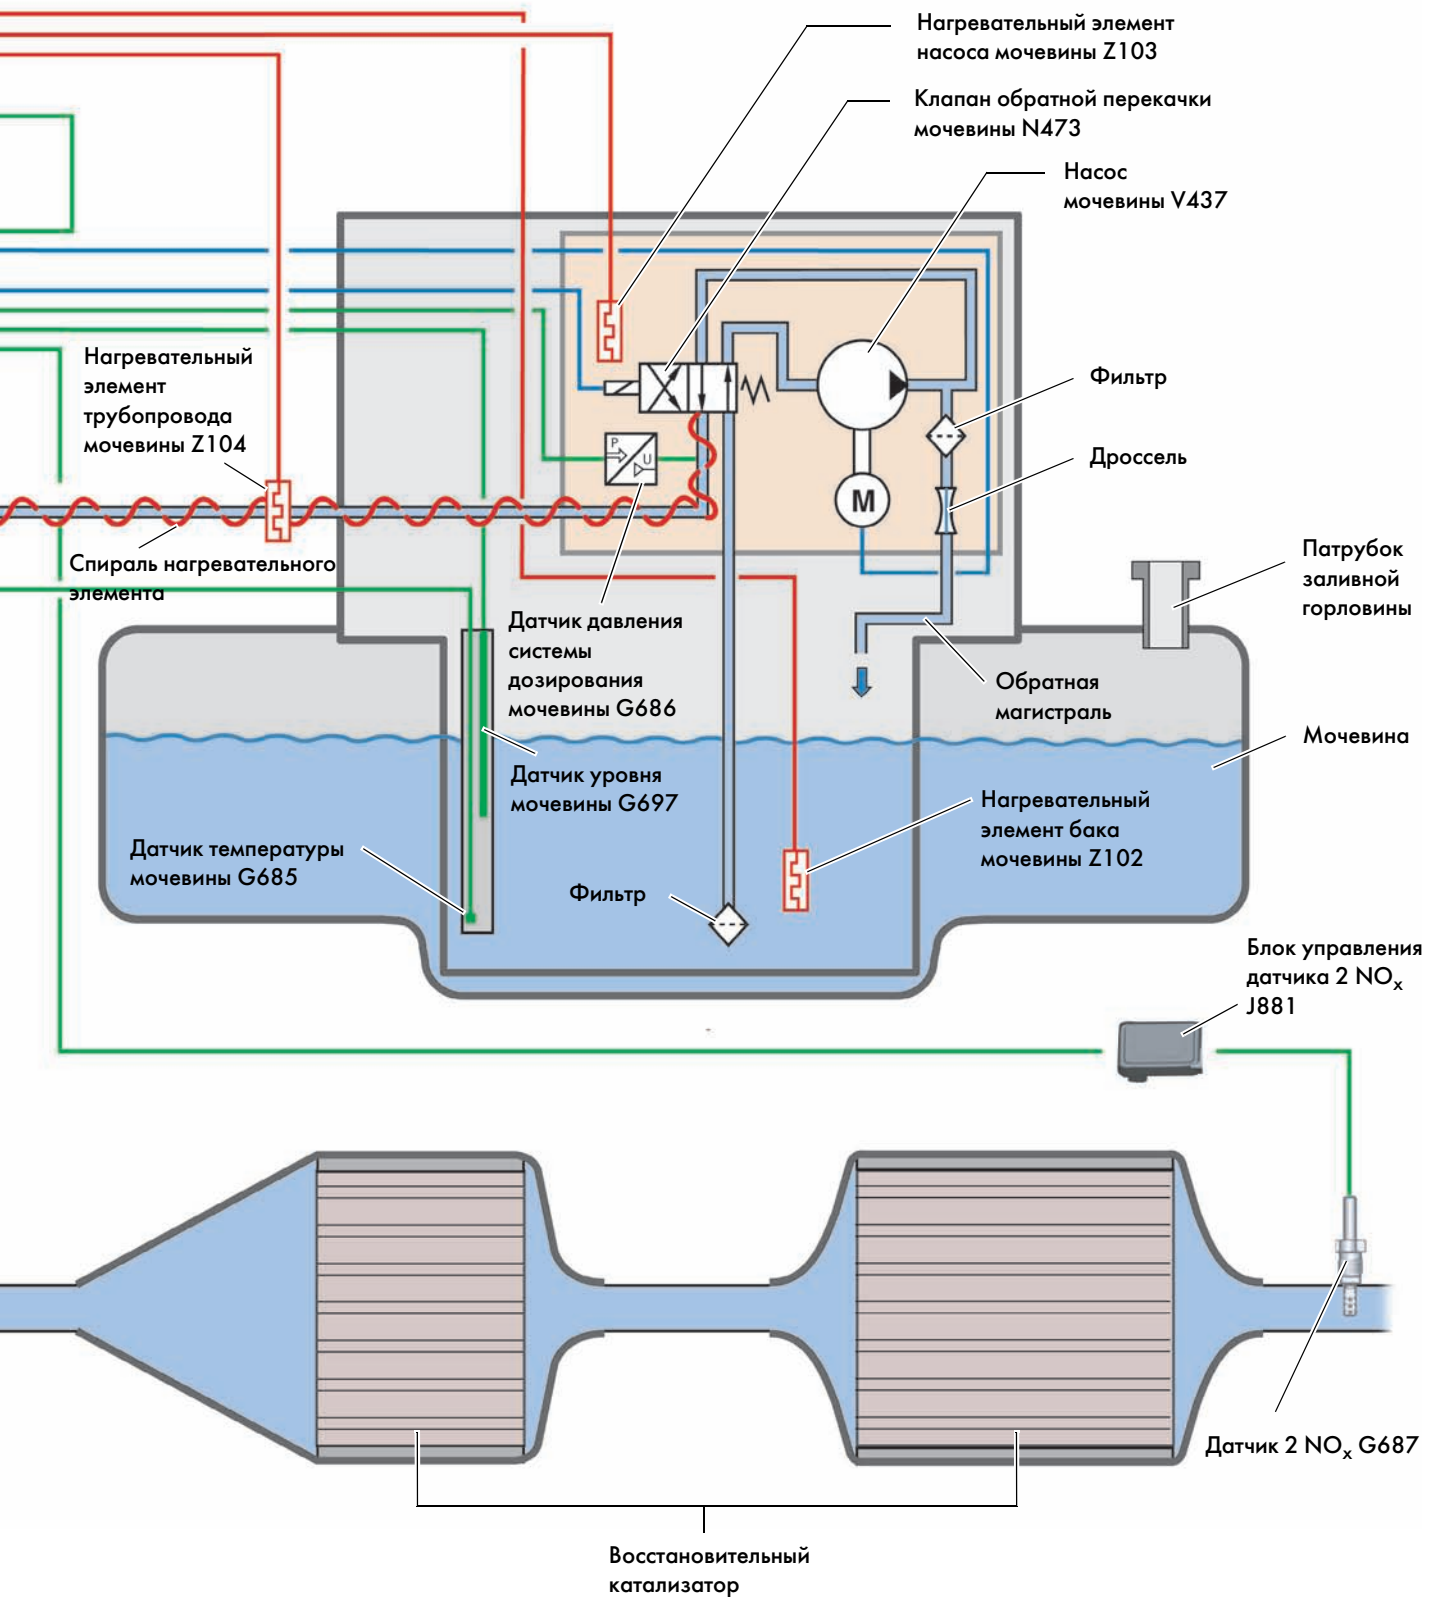 Нагревательный элемент
насоса мочевины Z103
Клапан обратной перекачки
мочевины N473
Насос
мочевины V437
Нагревательный
элемент
трубопровода
мочевины Z104
Фильтр
P
U
Дроссель
M
Спираль нагревательного
элемента
Патрубок
заливной
горловины
Датчик давления
системы
дозирования
мочевины G686
Обратная
магистраль
Мочевина
Датчик уровня
мочевины G697
Нагревательный
элемент бака
мочевины Z102
Датчик температуры
мочевины G685
Фильтр
Блок управления
датчика 2 NOx
J881
Датчик 2 NOx G687
Восстановительный
катализатор